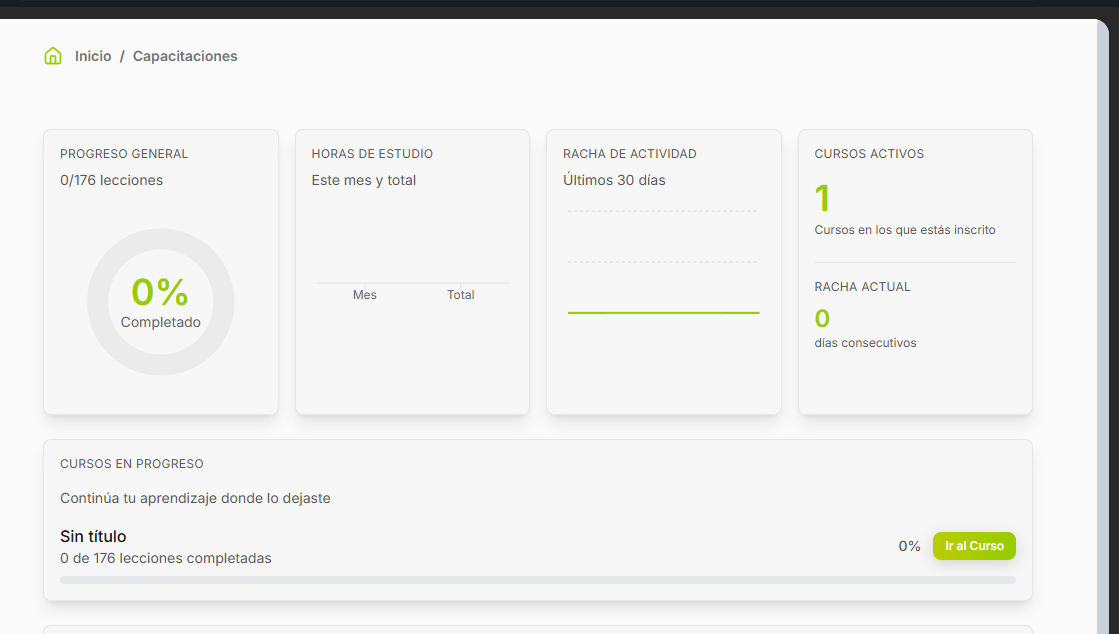 Inicio / Capacitaciones
PROGRESO GENERAL
0/176 lecciones
0%
Completado
HORAS DE ESTUDIO
Este mes y total
Mes
Total
RACHA DE ACTIVIDAD
Últimos 30 días
CURSOS ACTIVOS
1
Cursos en los que estás inscrito
RACHA ACTUAL
0
días consecutivos
CURSOS EN PROGRESO
Continúa tu aprendizaje donde lo dejaste
Sin título
0 de 176 lecciones completadas
0%
Ir al Curso